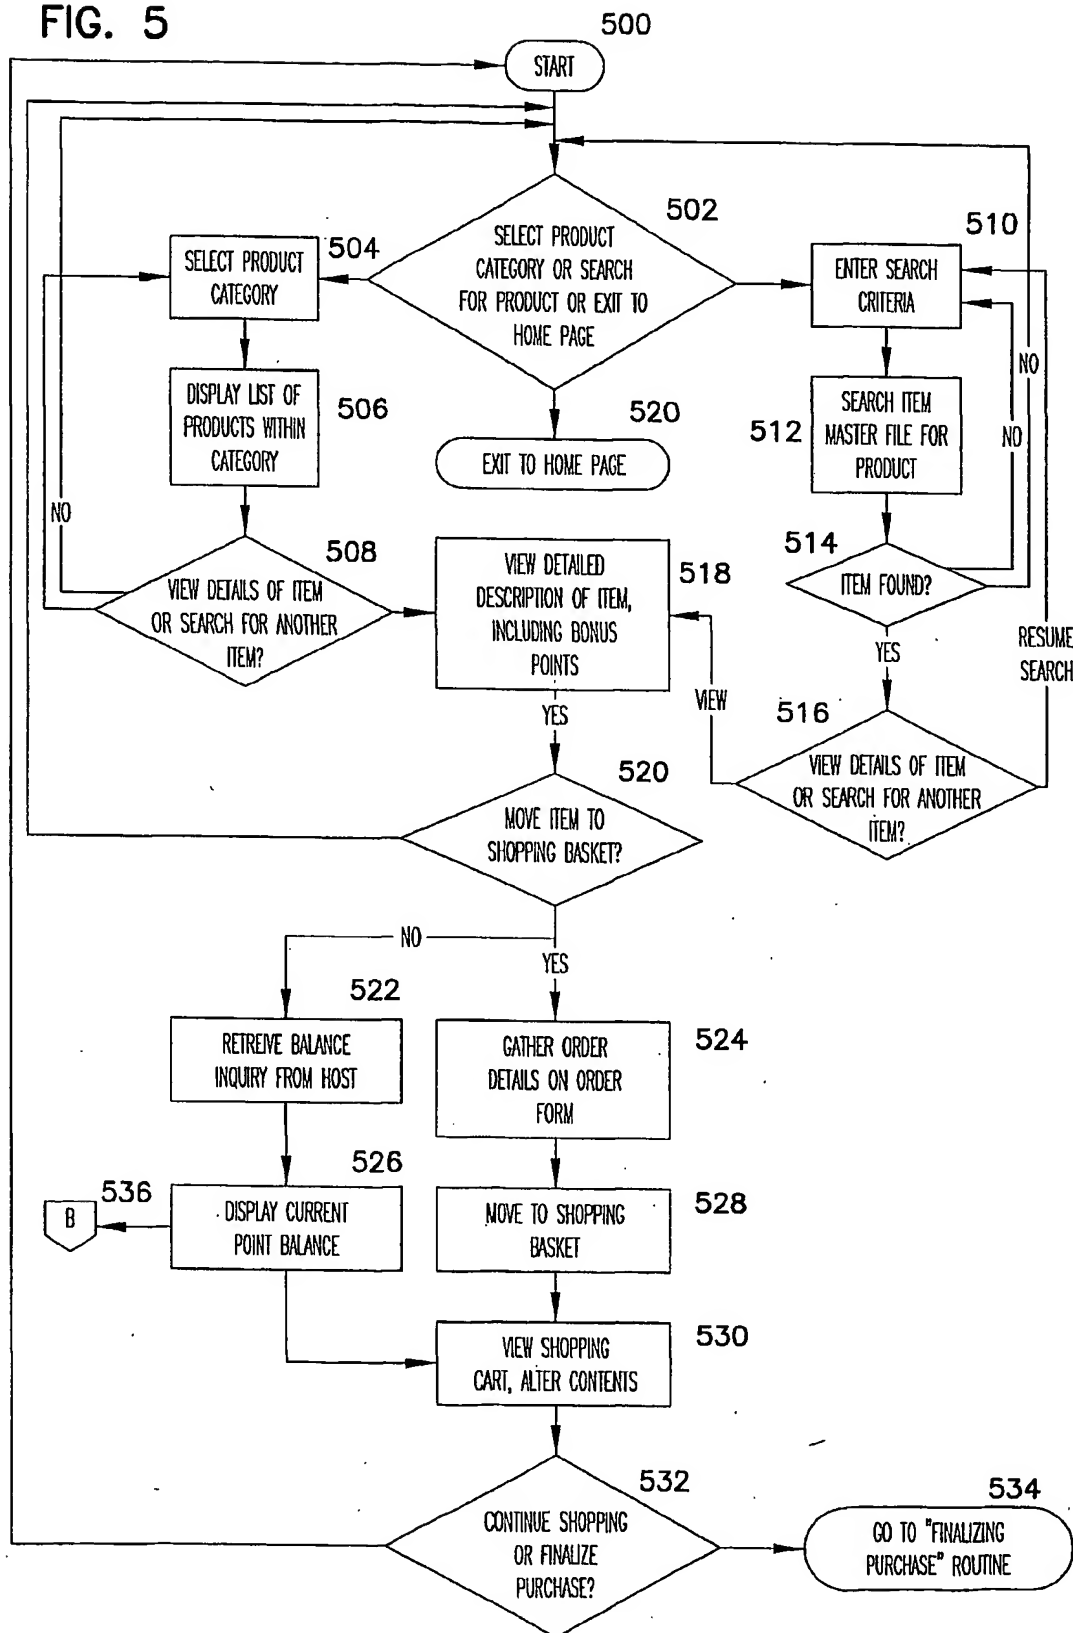 FIG. 5
500
START
502
SELECT PRODUCT
CATEGORY OR SEARCH
FOR PRODUCT OR EXIT TO
HOME PAGE
504
SELECT PRODUCT
CATEGORY
510
ENTER SEARCH
CRITERIA
DISPLAY LIST OF
PRODUCTS WITHIN
CATEGORY
506
520
EXIT TO HOME PAGE
512
SEARCH ITEM
MASTER FILE FOR
PRODUCT
NO
NO
NO
508
VIEW DETAILS OF ITEM
OR SEARCH FOR ANOTHER
ITEM?
VIEW DETAILED
DESCRIPTION OF ITEM,
INCLUDING BONUS
POINTS
518
514
ITEM FOUND?
YES
RESUME
SEARCH
VIEW
YES
516
VIEW DETAILS OF ITEM
OR SEARCH FOR ANOTHER
ITEM?
520
MOVE ITEM TO
SHOPPING BASKET?
NO
YES
522
RETREIVE BALANCE
INQUIRY FROM HOST
GATHER ORDER
DETAILS ON ORDER
FORM
524
526
536
B
DISPLAY CURRENT
POINT BALANCE
MOVE TO SHOPPING
BASKET
528
VIEW SHOPPING
CART, ALTER CONTENTS
530
532
CONTINUE SHOPPING
OR FINALIZE
PURCHASE?
534
GO TO "FINALIZING
PURCHASE" ROUTINE